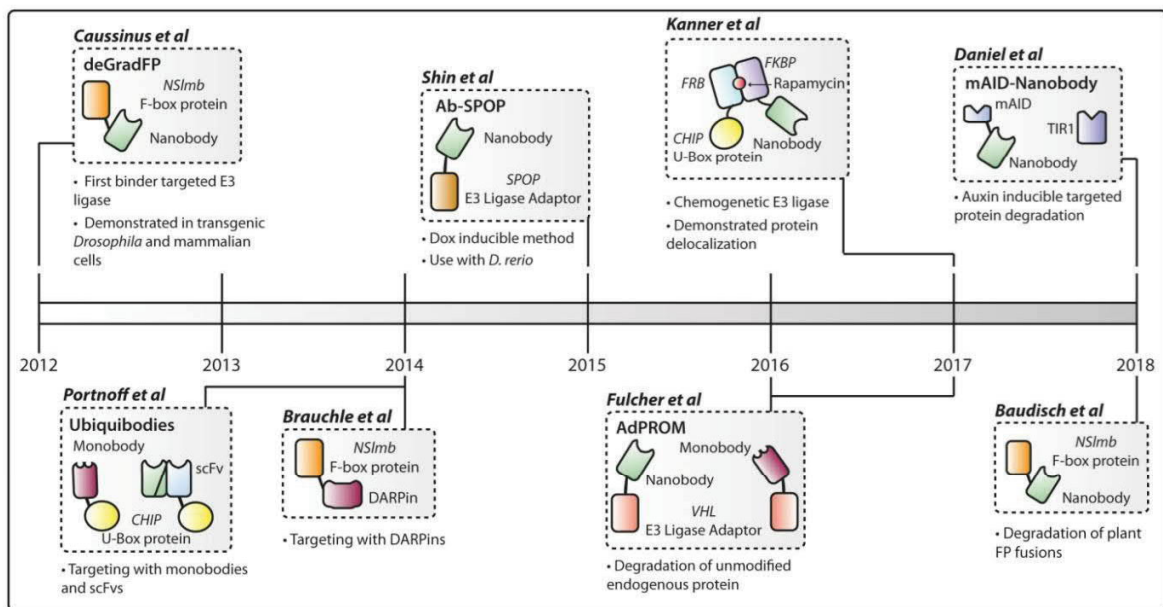 Caussinus et al
deGradFP
NSlmb
F-box protein
Nanobody
• First binder targeted E3
ligase
• Demonstrated in transgenic
Drosophila and mammalian
cells
Shin et al
Ab-SPOP
Nanobody
SPOP
E3 Ligase Adaptor
• Dox inducible method
• Use with D. rerio
Kanner et al
FKBP
FRB
Rapamycin
CHIP
Nanobody
U-Box protein
• Chemogenetic E3 ligase
• Demonstrated protein
delocalization
Daniel et al
mAID-Nanobody
mAID
TIR1
Nanobody
• Auxin inducible targeted
protein degradation
2012 2013 2014 2015 2016 2017 2018
Portnoff et al
Ubiquibodies
Monobody
scFv
CHIP
U-Box protein
• Targeting with monobodies
and scFvs
Brauchle et al
NSlmb
F-box protein
DARPin
• Targeting with DARPins
Fulcher et al
AdPROM
Monobody
Nanobody
VHL
E3 Ligase Adaptor
• Degradation of unmodified
endogenous protein
Baudisch et al
NSlmb
F-box protein
Nanobody
• Degradation of plant
FP fusions